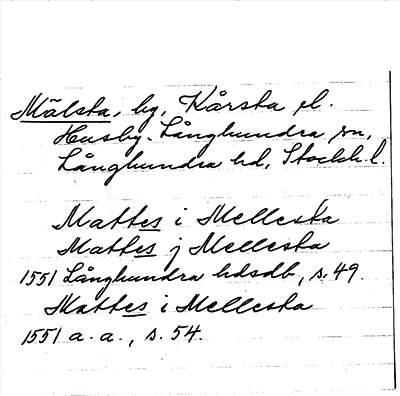 Mälsta, by, Kårsta el.
Husby-Långhundra sn,
Långhundra hd, Stockh. l.
Mattes i Mellesta
Mattes j Mellesta
1551 Långhundra hdsdb, s. 49.
Mattes i Mellesta
1551 a. a., s. 54.